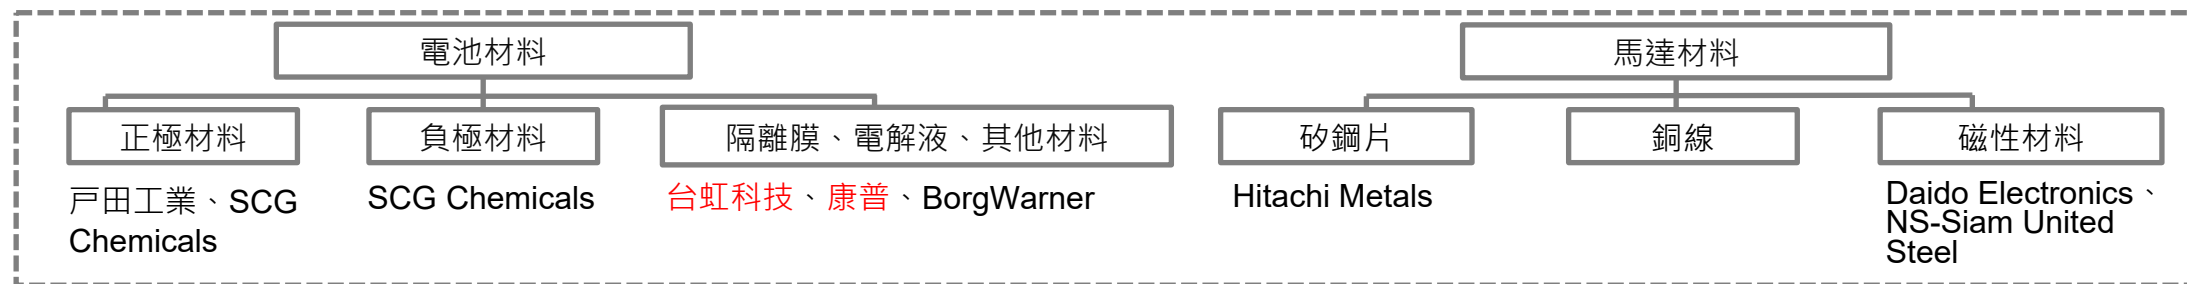 電池材料
馬達材料
正極材料
負極材料
隔離膜、電解液、其他材料
矽鋼片
銅線
磁性材料
戸田工業、SCG
Chemicals
SCG Chemicals
台虹科技、康普、BorgWarner
Hitachi Metals
Daido Electronics、
NS-Siam United
Steel